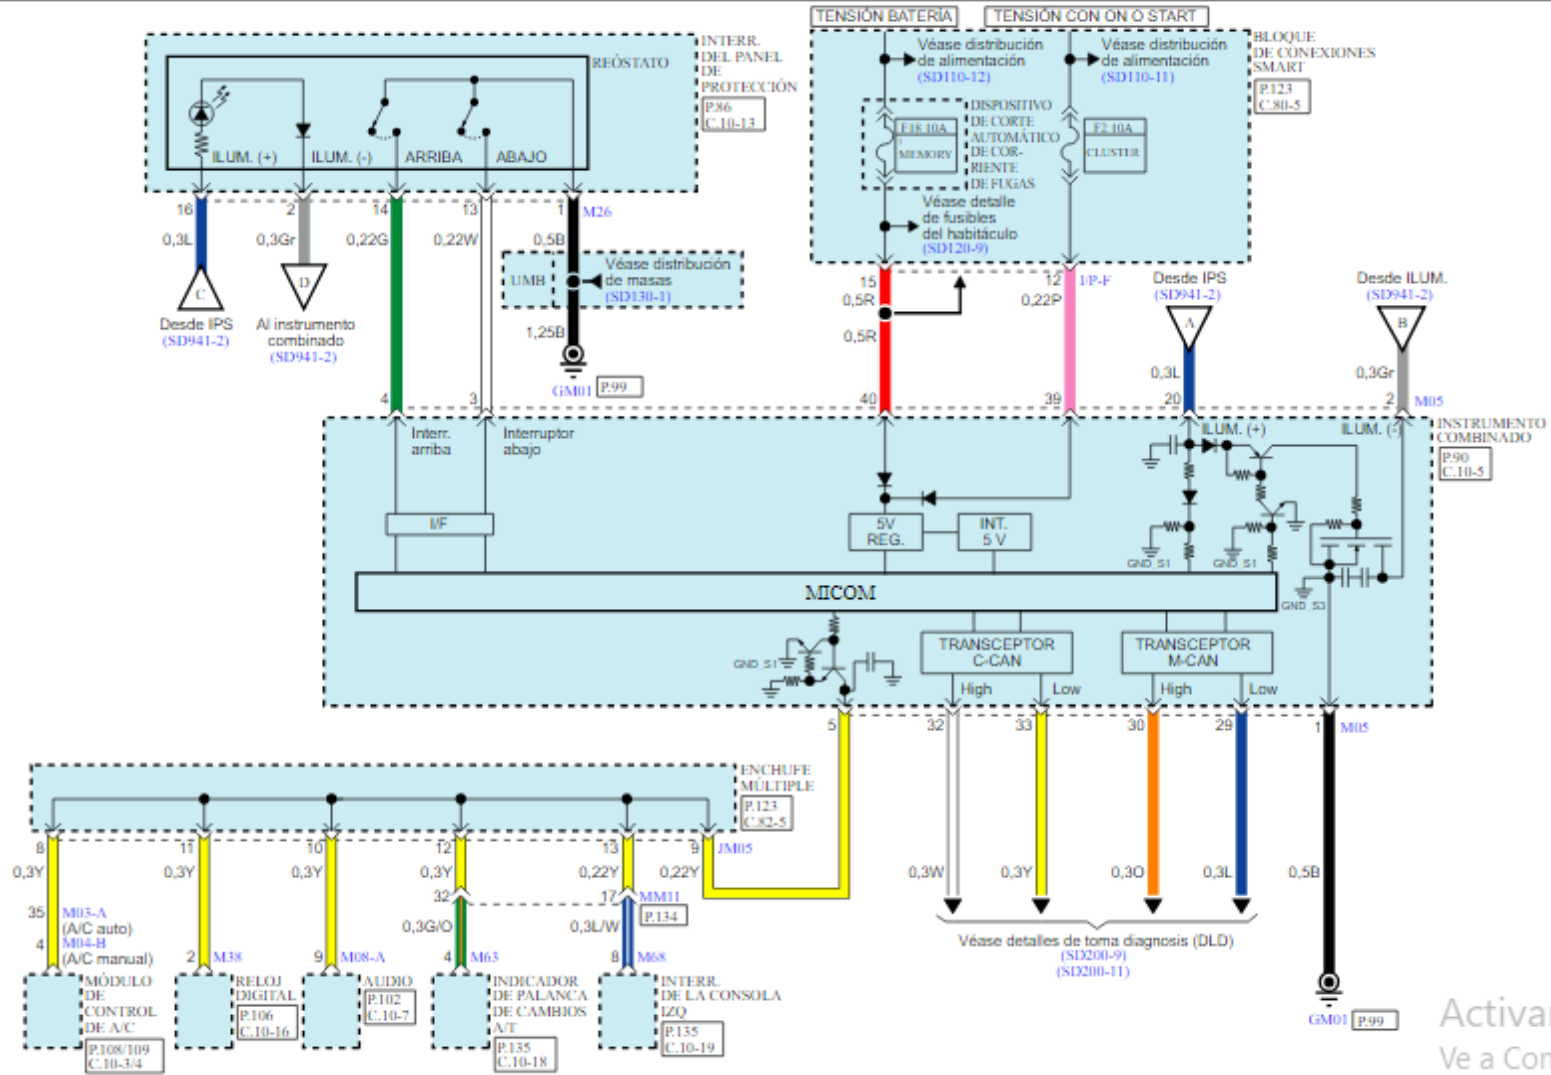 TENSIÓN BATERÍA
TENSIÓN CON ON O START
INTERR.
DEL PANEL
DE
PROTECCIÓN
P.86
C.10-13
REÓSTATO
ILUM. (+)
ILUM. (-)
ARRIBA
ABAJO
Véase distribución
de alimentación
(SD110-12)
Véase distribución
de alimentación
(SD110-11)
BLOQUE
DE CONEXIONES
SMART
P.123
C.80-5
DISPOSITIVO
DE CORTE
AUTOMÁTICO
DE COR-
RIENTE
DE FUGAS
F18 10A
MEMORY
F2 10A
CLUSTER
Véase detalle
de fusibles
del habitáculo
(SD120-9)
16
2
14
13
1
M26
0,3L
0,3Gr
0,22G
0,22W
0,5B
C
D
Desde IPS
(SD941-2)
Al instrumento
combinado
(SD941-2)
UMB
Véase distribución
de masas
(SD130-1)
1,25B
GM01
P.99
15
12
I/P-F
0,5R
0,22P
0,5R
Desde IPS
(SD941-2)
A
Desde ILUM.
(SD941-2)
B
0,3L
0,3Gr
4
3
40
39
20
2
M05
INSTRUMENTO
COMBINADO
P.90
C.10-5
Interr.
arriba
Interruptor
abajo
ILUM. (+)
ILUM. (-)
I/F
5V
REG.
INT.
5 V
GND_S1
GND_S1
GND_S3
MICOM
GND_S1
TRANSCEPTOR
C-CAN
TRANSCEPTOR
M-CAN
High
Low
High
Low
5
32
33
30
29
1
M05
ENCHUFE
MÚLTIPLE
P.123
C.82-5
8
11
10
12
13
9
JM05
0,3Y
0,3Y
0,3Y
0,3Y
0,22Y
0,22Y
0,3W
0,3Y
0,3O
0,3L
0,5B
32
17
MM11
P.134
35
M03-A
(A/C auto)
4
M04-B
(A/C manual)
0,3G/O
0,3L/W
2
M38
9
M08-A
4
M63
8
M68
Véase detalles de toma diagnosis (DLD)
(SD200-9)
(SD200-11)
MÓDULO
DE
CONTROL
DE A/C
P.108/109
C.10-3/4
RELOJ
DIGITAL
P.106
C.10-16
AUDIO
P.102
C.10-7
INDICADOR
DE PALANCA
DE CAMBIOS
A/T
P.135
C.10-18
INTERR.
DE LA CONSOLA
IZQ
P.135
C.10-19
GM01
P.99
Activa
Ve a Con